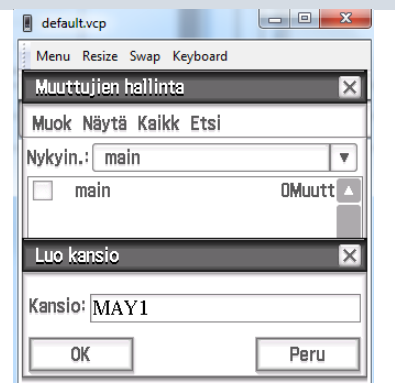 default.vcp
Menu Resize Swap Keyboard
Muuttujien hallinta
Muok Näytä Kaikk Etsi
Nykyin.: main
main 0Muutt
Luo kansio
Kansio: MAY1
OK Peru